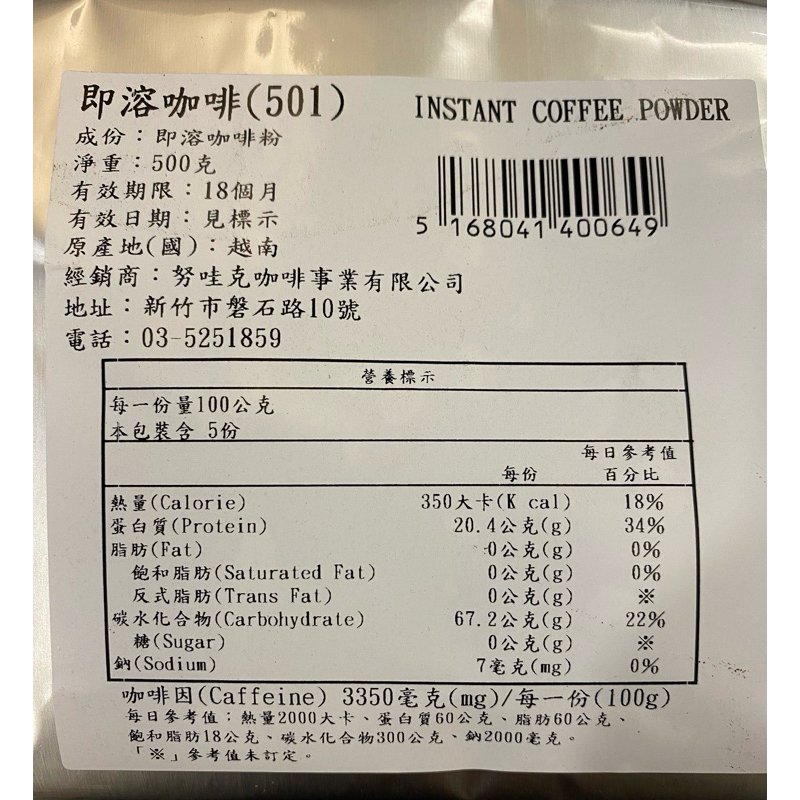 即溶咖啡(501)
INSTANT COFFEE POWDER
成份：即溶咖啡粉
淨重：500克
有效期限：18個月
有效日期：見標示
原產地(國)：越南
經銷商：努哇克咖啡事業有限公司
地址：新竹市磐石路10號
電話：03-5251859
5 168041 400649
營養標示
每一份量100公克
本包裝含 5份
每份 每日參考值百分比
熱量(Calorie) 350大卡(K cal) 18%
蛋白質(Protein) 20.4公克(g) 34%
脂肪(Fat) 0公克(g) 0%
飽和脂肪(Saturated Fat) 0公克(g) 0%
反式脂肪(Trans Fat) 0公克(g) ※
碳水化合物(Carbohydrate) 67.2公克(g) 22%
糖(Sugar) 0公克(g) ※
鈉(Sodium) 7毫克(mg) 0%
咖啡因(Caffeine) 3350毫克(mg)/每一份(100g)
每日參考值；熱量2000大卡、蛋白質60公克、脂肪60公克、
飽和脂肪18公克、碳水化合物300公克、鈉2000毫克。
「※」參考值未訂定。